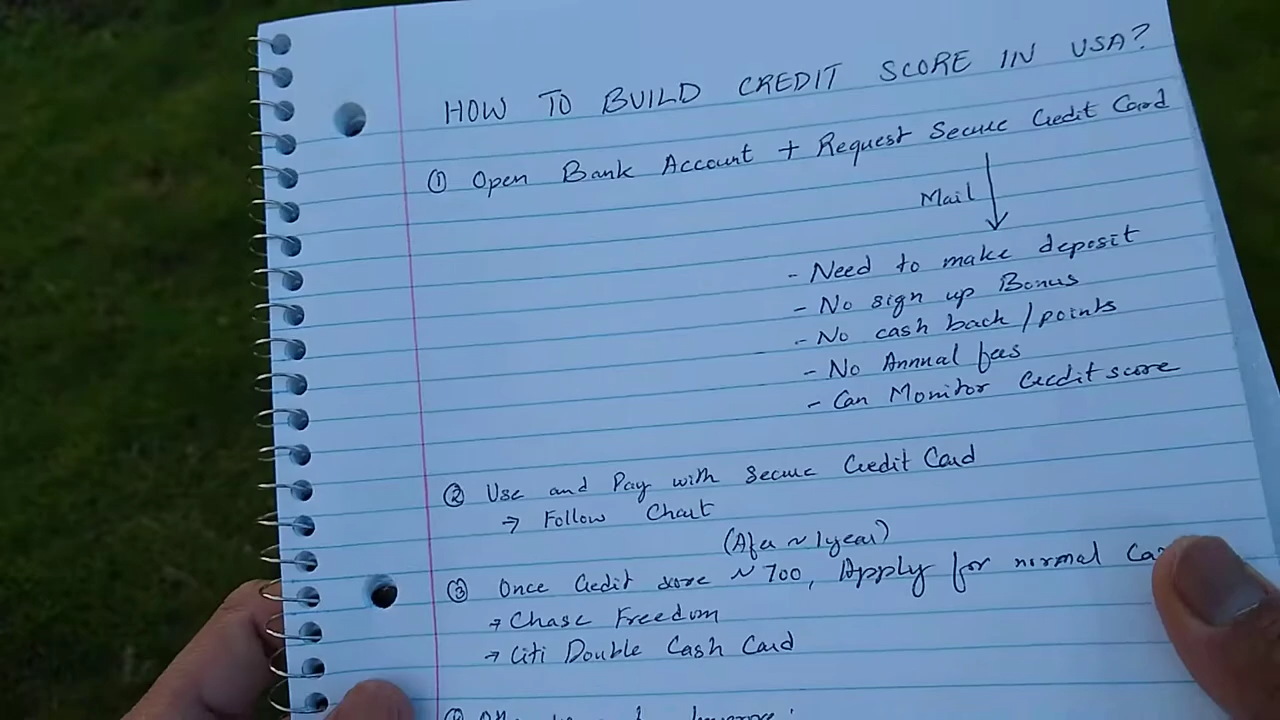 HOW TO BUILD CREDIT SCORE IN USA?
① Open Bank Account + Request Secure Credit Card
Mail
- Need to make deposit
- No sign up Bonus
- No cash back / points
- No Annual fees
- Can Monitor Credit score
② Use and Pay with Secure Credit Card
→ Follow Chart
(After ~ 1 year)
③ Once Credit score ~ 700, Apply for normal Ca
→ Chase Freedom
→ Citi Double Cash Card